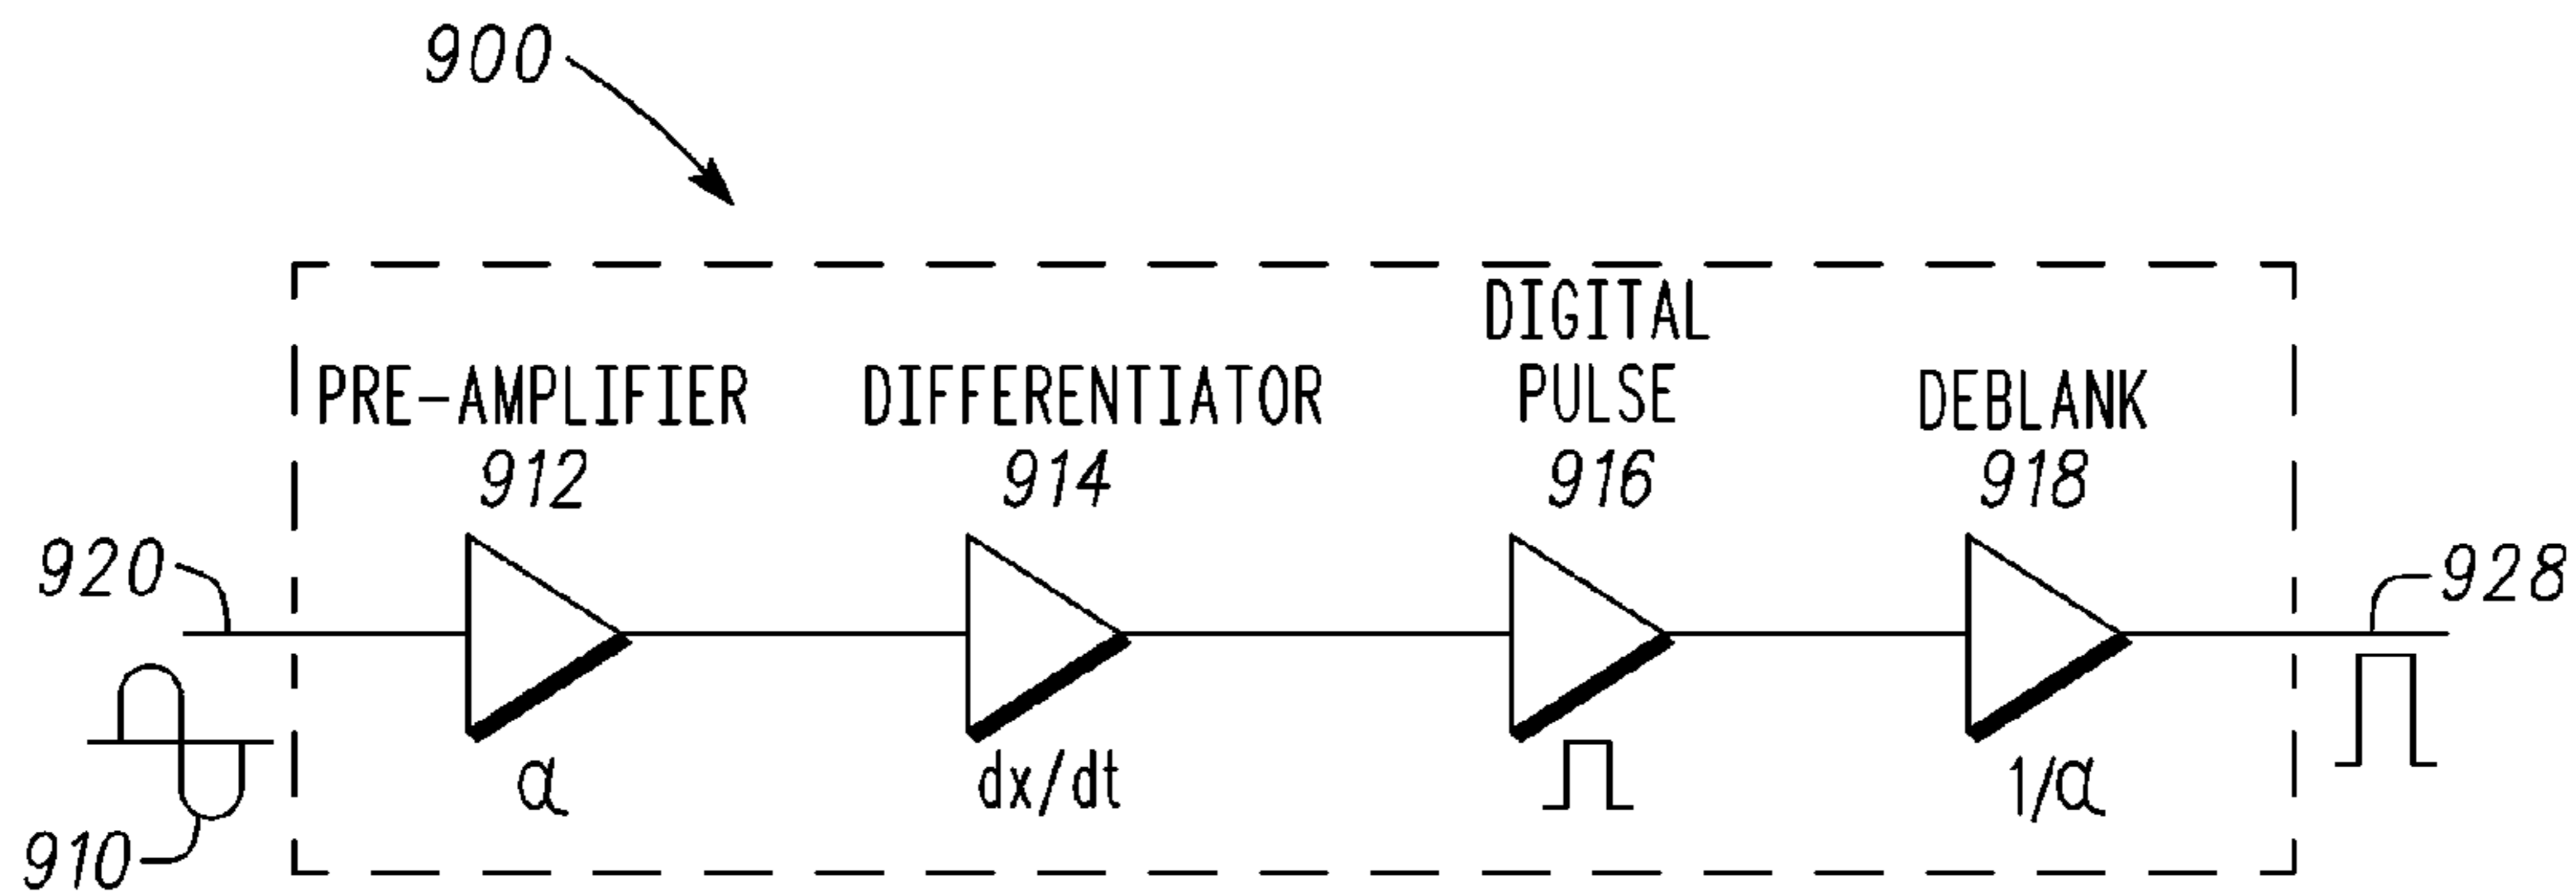 900
DIGITAL
PRE-AMPLIFIER DIFFERENTIATOR PULSE DEBLANK
912 914 916 918
920 928
α dx/dt 1/α
910